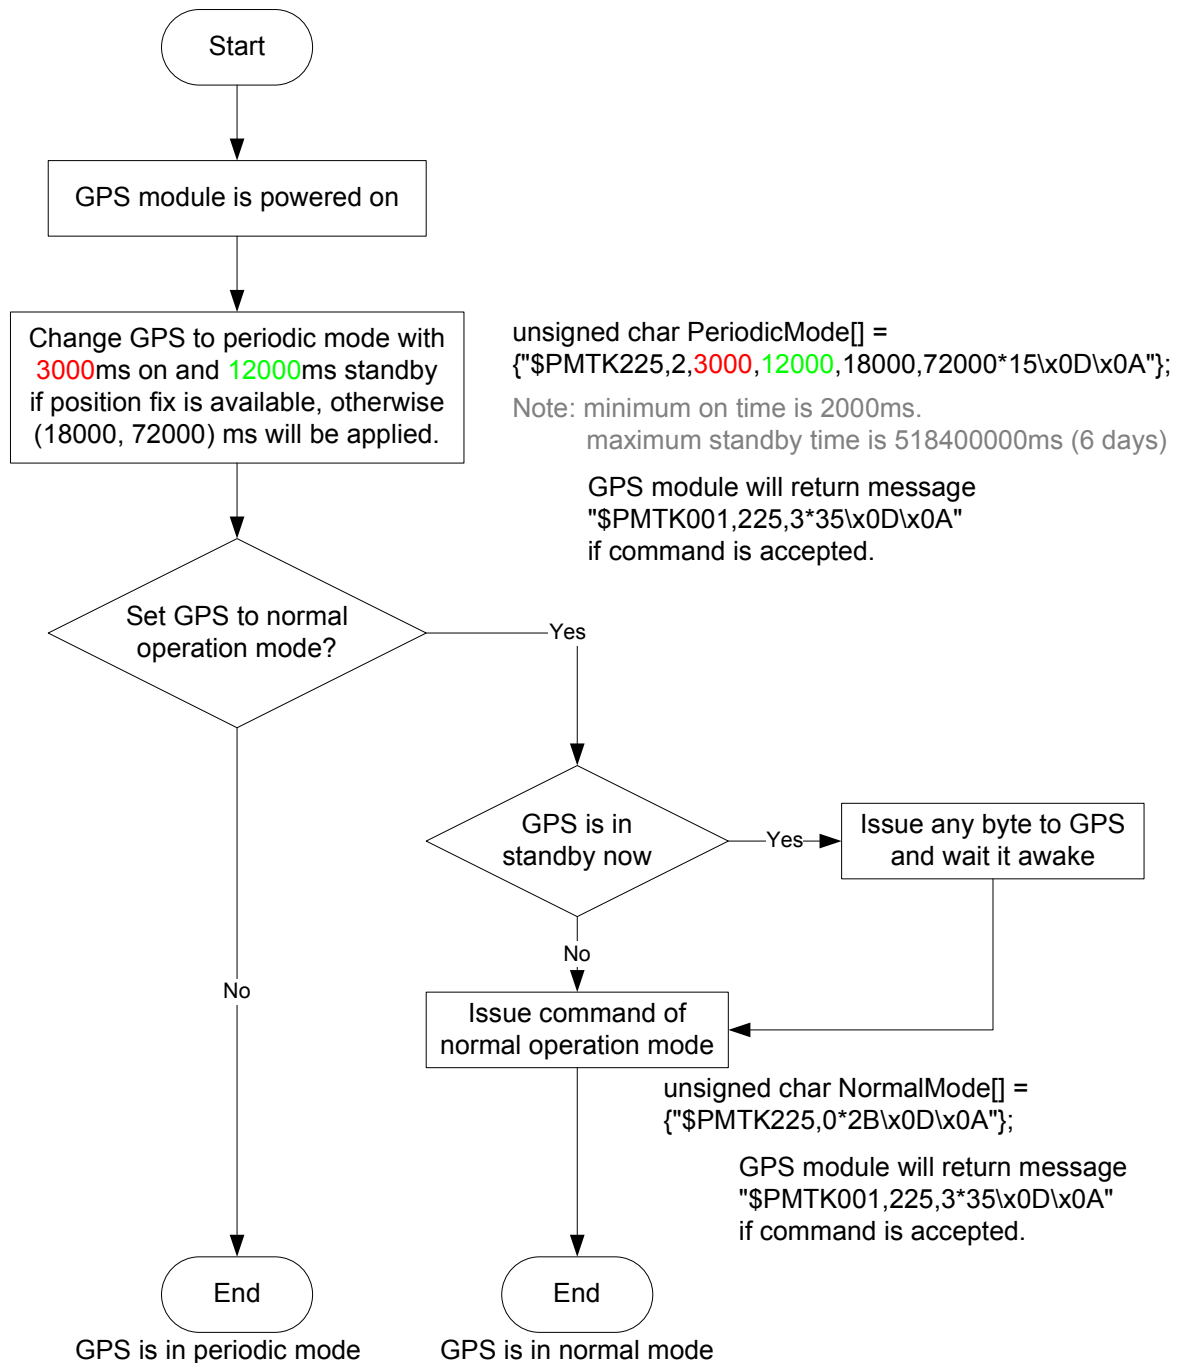 Start
GPS module is powered on
Change GPS to periodic mode with
3000ms on and 12000ms standby
if position fix is available, otherwise
(18000, 72000) ms will be applied.
unsigned char PeriodicMode[] =
{"$PMTK225,2,3000,12000,18000,72000*15\x0D\x0A"};
Note: minimum on time is 2000ms.
maximum standby time is 518400000ms (6 days)
GPS module will return message
"$PMTK001,225,3*35\x0D\x0A"
if command is accepted.
Set GPS to normal
operation mode?
Yes
GPS is in
standby now
Yes
Issue any byte to GPS
and wait it awake
No
No
Issue command of
normal operation mode
unsigned char NormalMode[] =
{"$PMTK225,0*2B\x0D\x0A"};
GPS module will return message
"$PMTK001,225,3*35\x0D\x0A"
if command is accepted.
End
GPS is in periodic mode
End
GPS is in normal mode